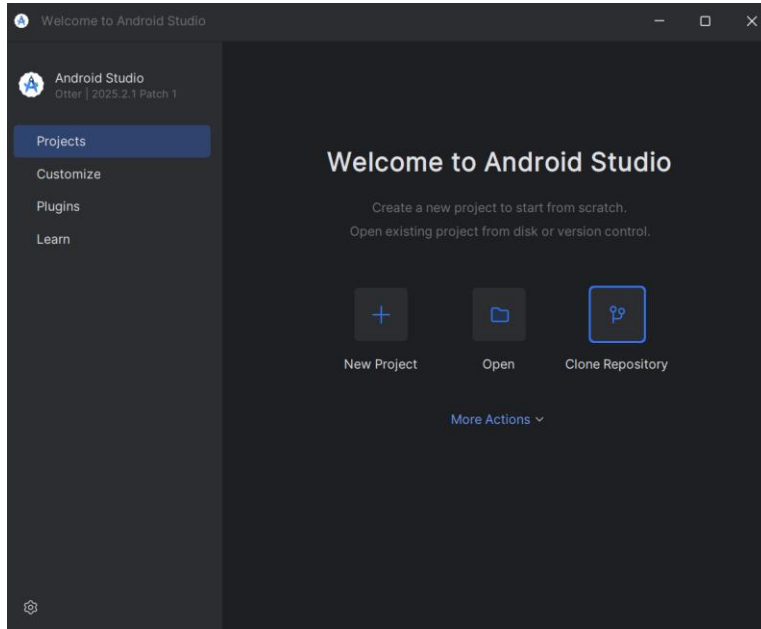 Welcome to Android Studio
Android Studio
Otter | 2025.2.1 Patch 1
Projects
Customize
Plugins
Learn
Welcome to Android Studio
Create a new project to start from scratch.
Open existing project from disk or version control.
New Project
Open
Clone Repository
More Actions